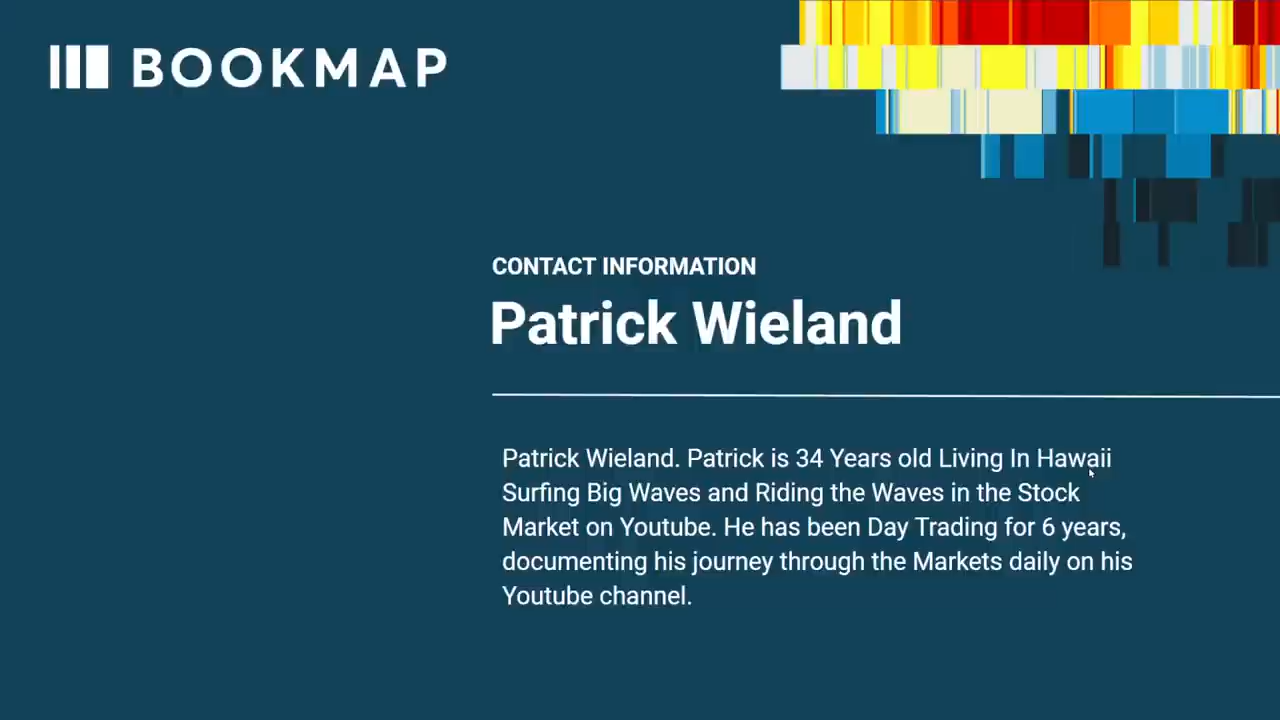 BOOKMAP
CONTACT INFORMATION
Patrick Wieland
Patrick Wieland. Patrick is 34 Years old Living In Hawaii
Surfing Big Waves and Riding the Waves in the Stock
Market on Youtube. He has been Day Trading for 6 years,
documenting his journey through the Markets daily on his
Youtube channel.